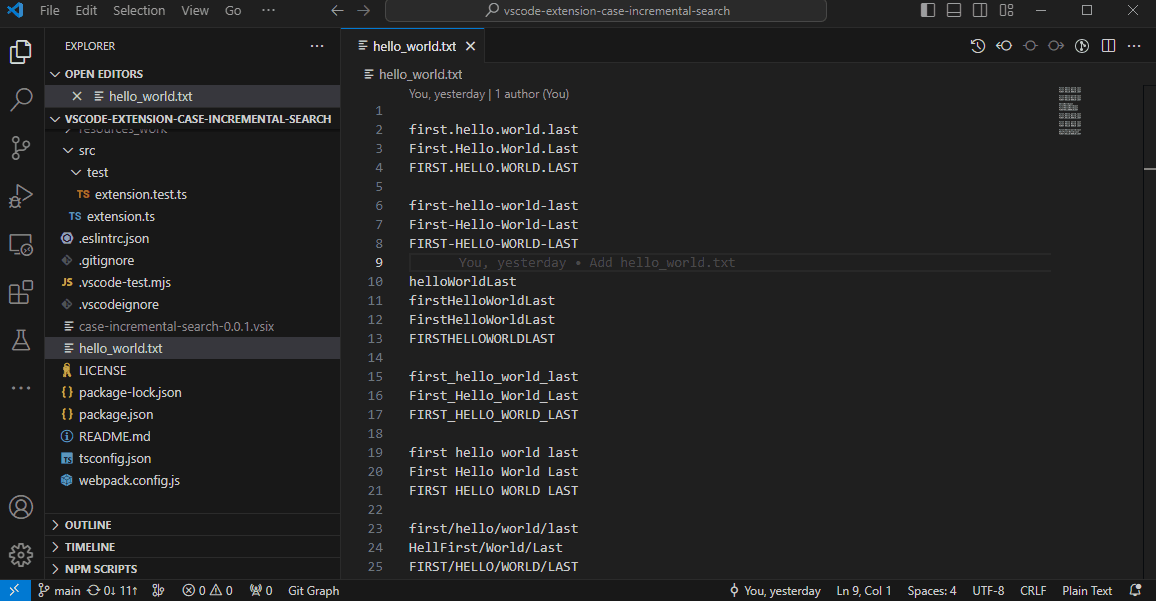 File Edit Selection View Go ··· vscode-extension-case-incremental-search
EXPLORER ···
OPEN EDITORS
hello_world.txt
VSCODE-EXTENSION-CASE-INCREMENTAL-SEARCH
resources_work
src
test
TS extension.test.ts
TS extension.ts
.eslintrc.json
.gitignore
JS .vscode-test.mjs
.vscodeignore
case-incremental-search-0.0.1.vsix
hello_world.txt
LICENSE
{} package-lock.json
{} package.json
README.md
TS tsconfig.json
webpack.config.js
OUTLINE
TIMELINE
NPM SCRIPTS
hello_world.txt
hello_world.txt
You, yesterday | 1 author (You)
1
2 first.hello.world.last
3 First.Hello.World.Last
4 FIRST.HELLO.WORLD.LAST
5
6 first-hello-world-last
7 First-Hello-World-Last
8 FIRST-HELLO-WORLD-LAST
9 You, yesterday • Add hello_world.txt
10 helloWorldLast
11 firstHelloWorldLast
12 FirstHelloWorldLast
13 FIRSTHELLOWORLDLAST
14
15 first_hello_world_last
16 First_Hello_World_Last
17 FIRST_HELLO_WORLD_LAST
18
19 first hello world last
20 First Hello World Last
21 FIRST HELLO WORLD LAST
22
23 first/hello/world/last
24 HellFirst/World/Last
25 FIRST/HELLO/WORLD/LAST
main 0↓ 11↑ 0 0 0 Git Graph You, yesterday Ln 9, Col 1 Spaces: 4 UTF-8 CRLF Plain Text